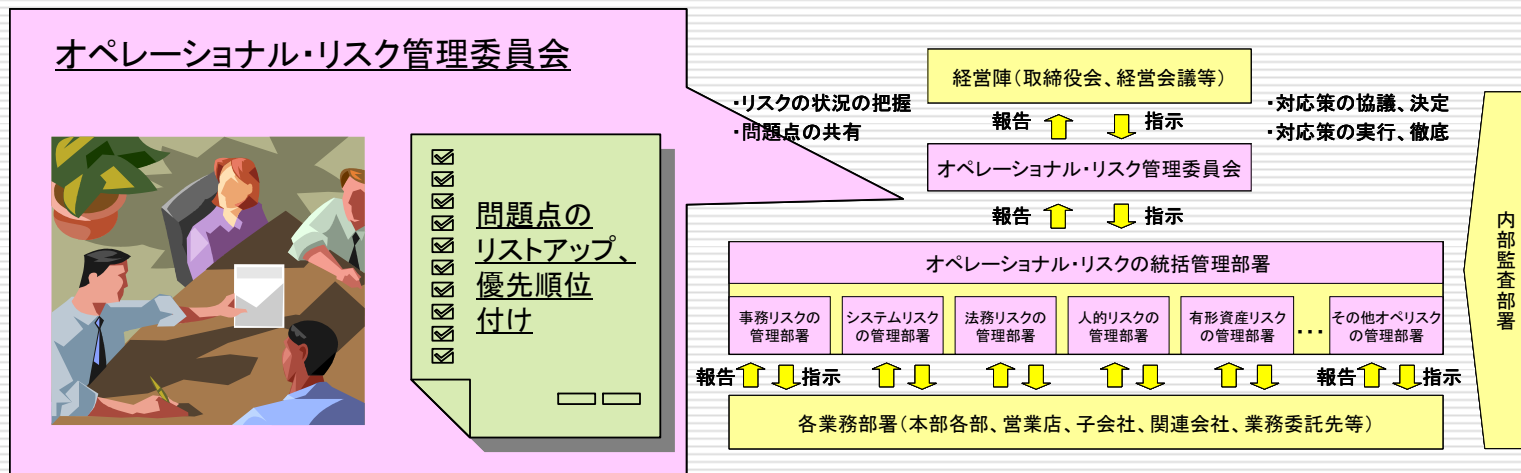 オペレーショナル・リスク管理委員会
問題点の
リストアップ、
優先順位
付け
経営陣（取締役会、経営会議等）
・リスクの状況の把握
・問題点の共有
報告
指示
・対応策の協議、決定
・対応策の実行、徹底
オペレーショナル・リスク管理委員会
報告
指示
オペレーショナル・リスクの統括管理部署
事務リスクの
管理部署
システムリスク
の管理部署
法務リスクの
管理部署
人的リスクの
管理部署
有形資産リスク
の管理部署
…
その他オペリスク
の管理部署
報告
指示
報告
指示
各業務部署（本部各部、営業店、子会社、関連会社、業務委託先等）
内部監査部署